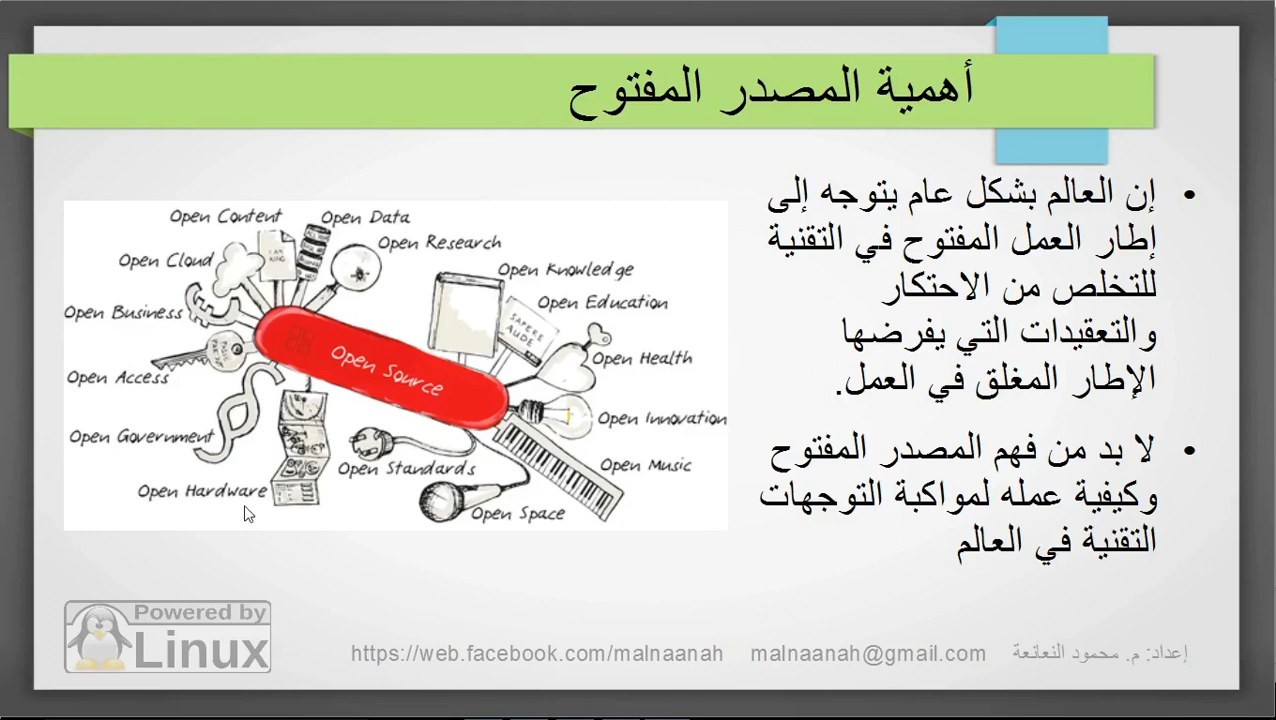 أهمية المصدر المفتوح
إن العالم بشكل عام يتوجه إلى
إطار العمل المفتوح في التقنية
للتخلص من الاحتكار
والتعقيدات التي يفرضها
الإطار المغلق في العمل.
لا بد من فهم المصدر المفتوح
وكيفية عمله لمواكبة التوجهات
التقنية في العالم
Open Content
Open Data
Open Research
Open Cloud
Open Knowledge
Open Education
Open Business
Open Health
Open Access
Open Source
Open Innovation
Open Government
Open Standards
Open Music
Open Hardware
Open Space
I AM KING
SAPERE
AUDE
Powered by
Linux
https://web.facebook.com/malnaanah
malnaanah@gmail.com
إعداد: م. محمود النعانعة